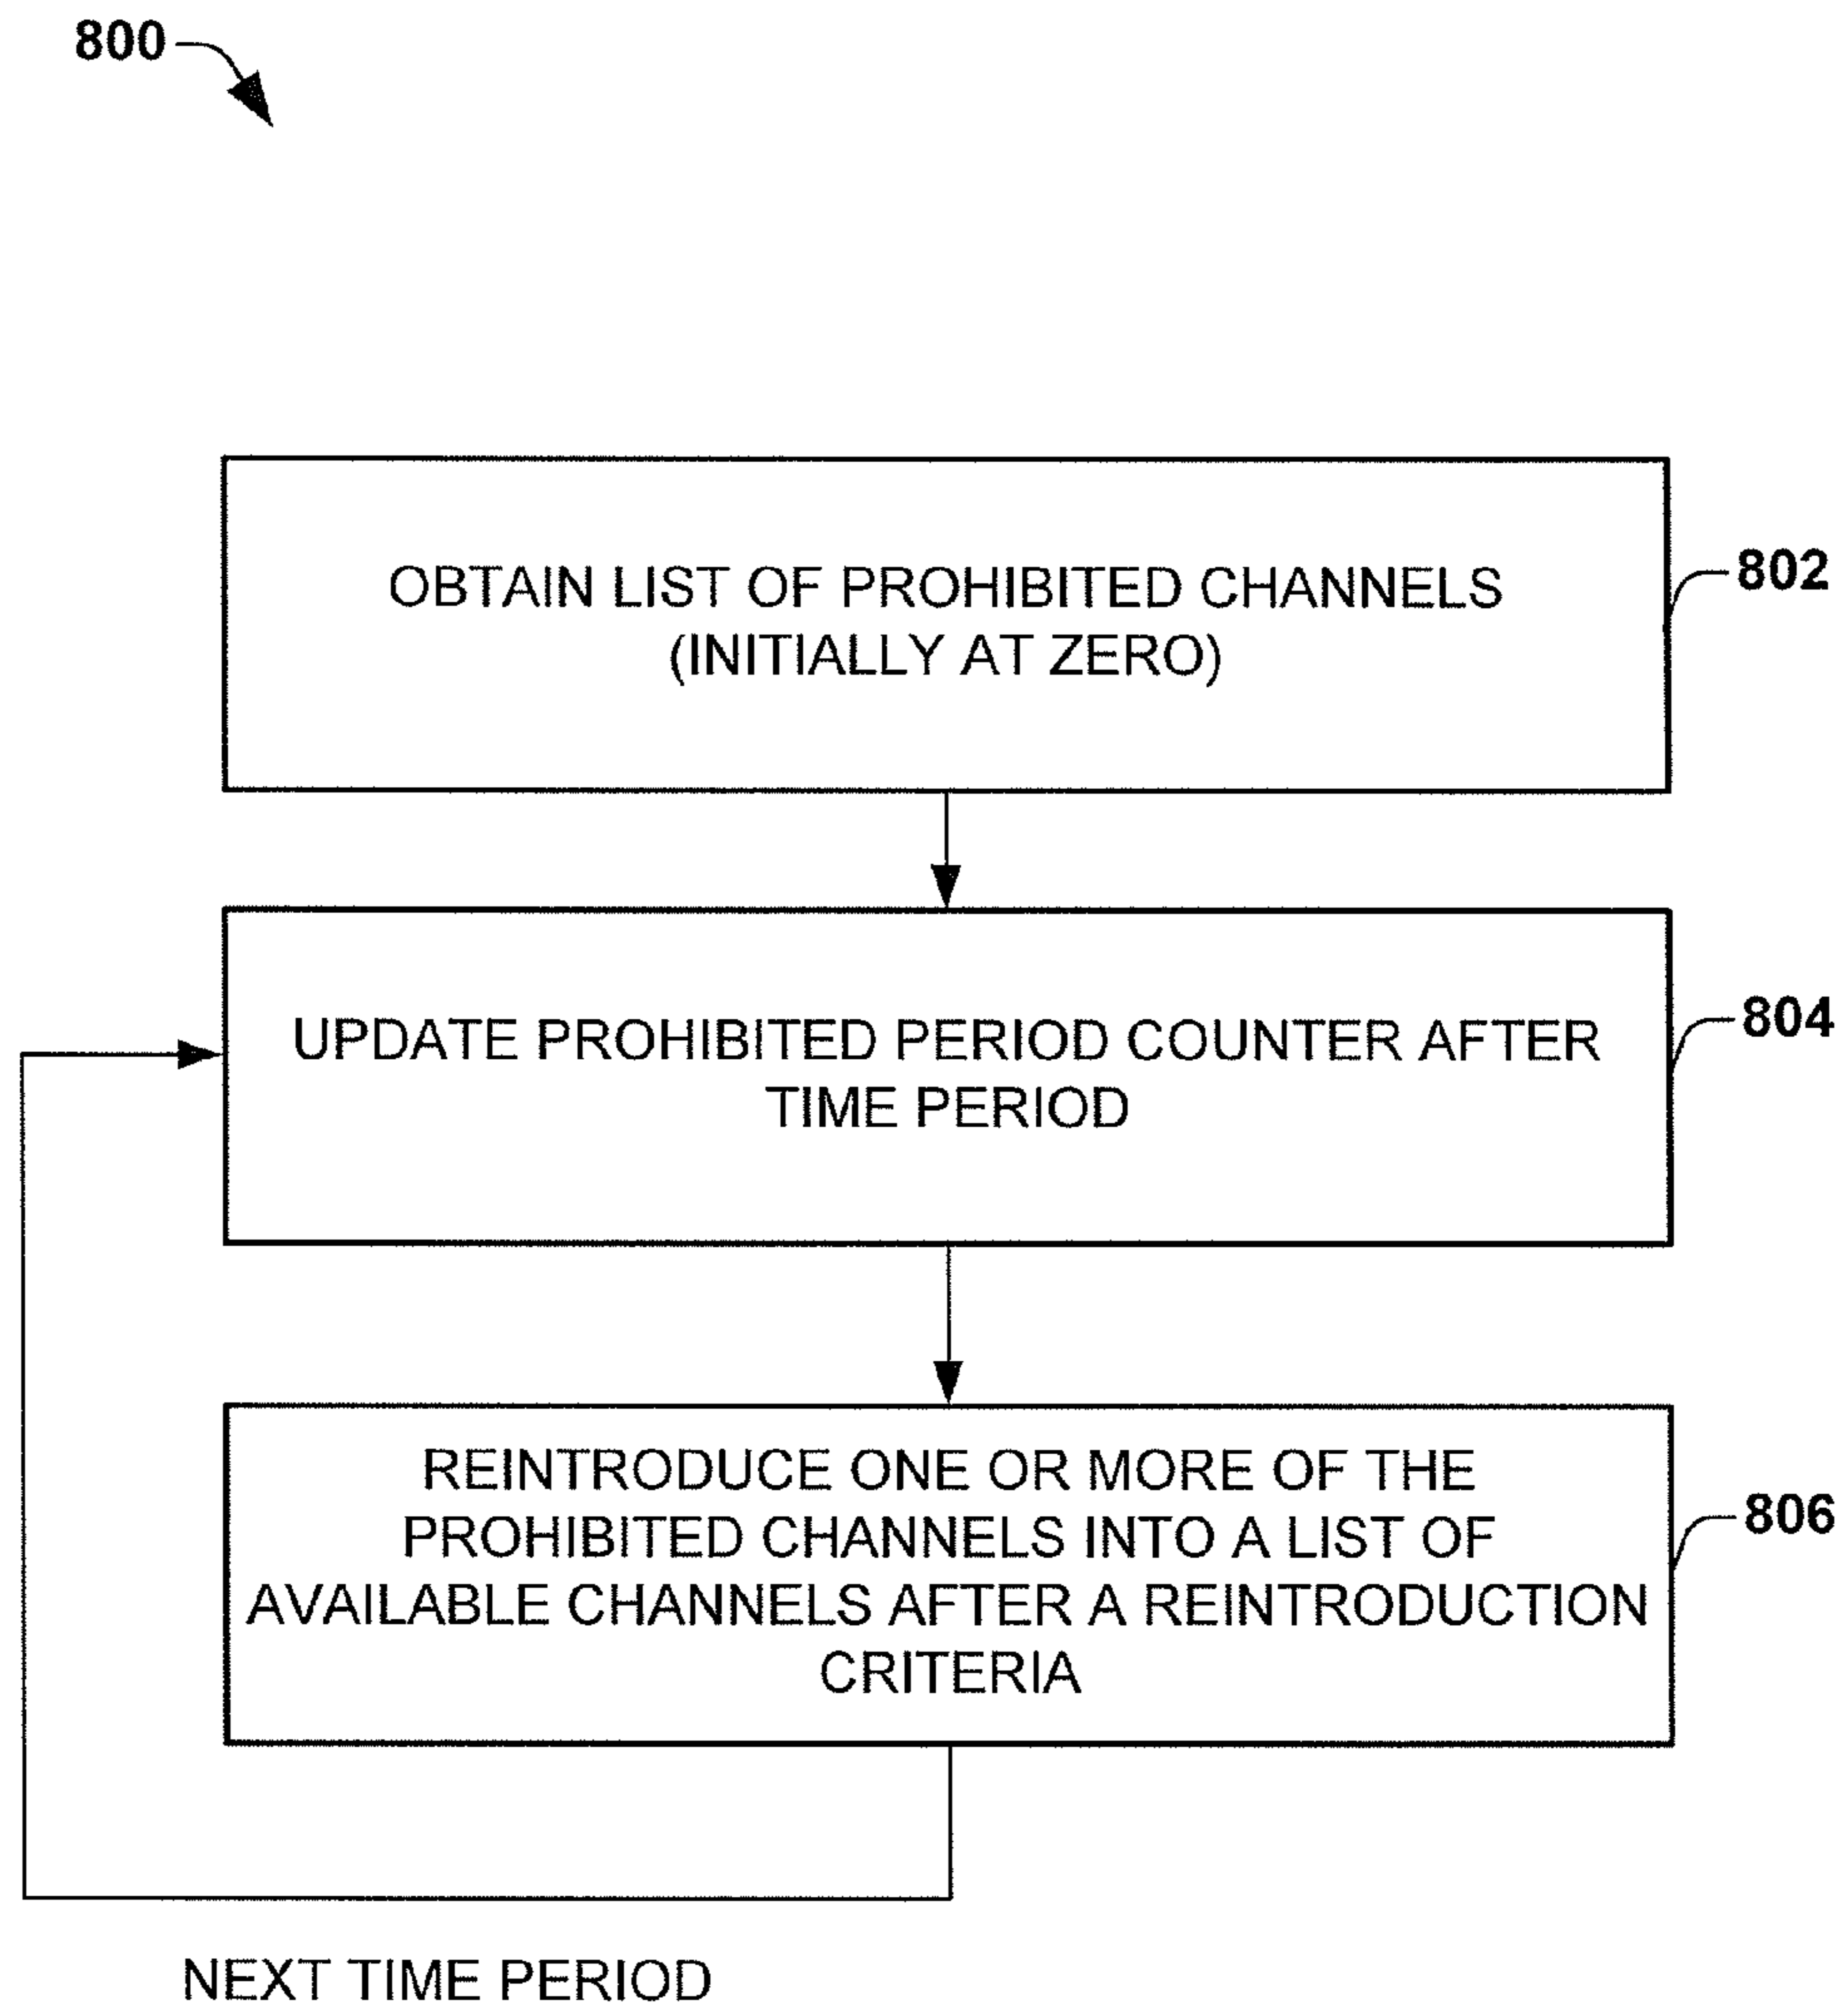 800
OBTAIN LIST OF PROHIBITED CHANNELS
(INITIALLY AT ZERO)
802
UPDATE PROHIBITED PERIOD COUNTER AFTER
TIME PERIOD
804
REINTRODUCE ONE OR MORE OF THE
PROHIBITED CHANNELS INTO A LIST OF
AVAILABLE CHANNELS AFTER A REINTRODUCTION
CRITERIA
806
NEXT TIME PERIOD